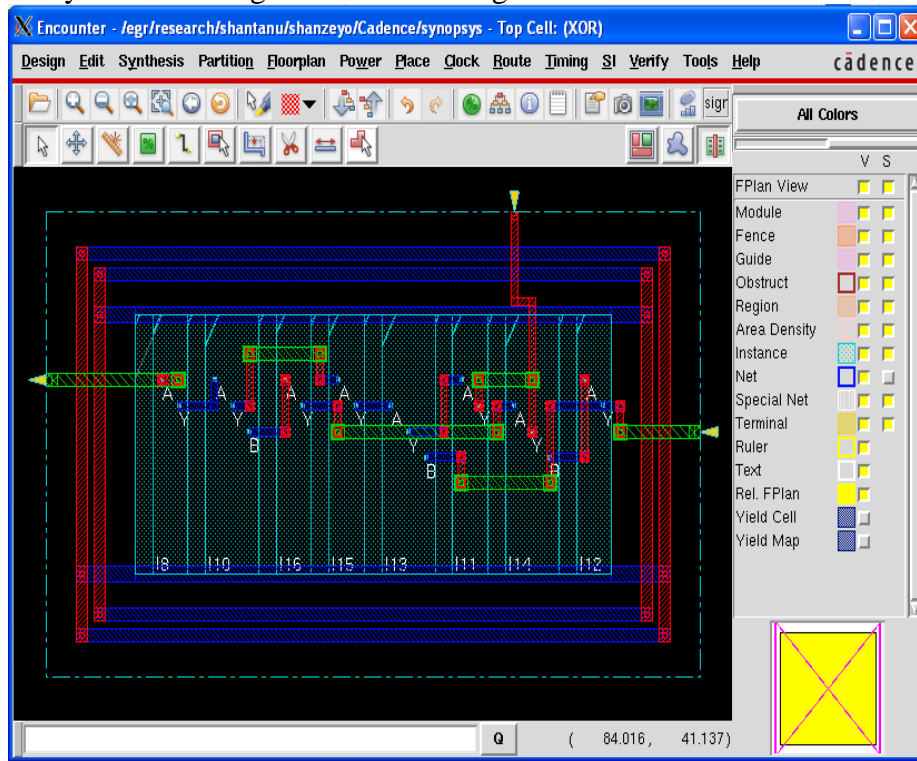 Encounter - /egr/research/shantanu/shanzeyo/Cadence/synopsys - Top Cell: (XOR)
Design Edit Synthesis Partition Floorplan Power Place Clock Route Timing SI Verify Tools Help cādence
sigr
All Colors
V S
FPlan View
Module
Fence
Guide
Obstruct
Region
Area Density
Instance
Net
Special Net
Terminal
Ruler
Text
Rel. FPlan
Yield Cell
Yield Map
A A A A A A A
Y Y Y Y Y Y Y
B B B
I8 I10 I16 I15 I13 I11 I14 I12
Q ( 84.016, 41.137)